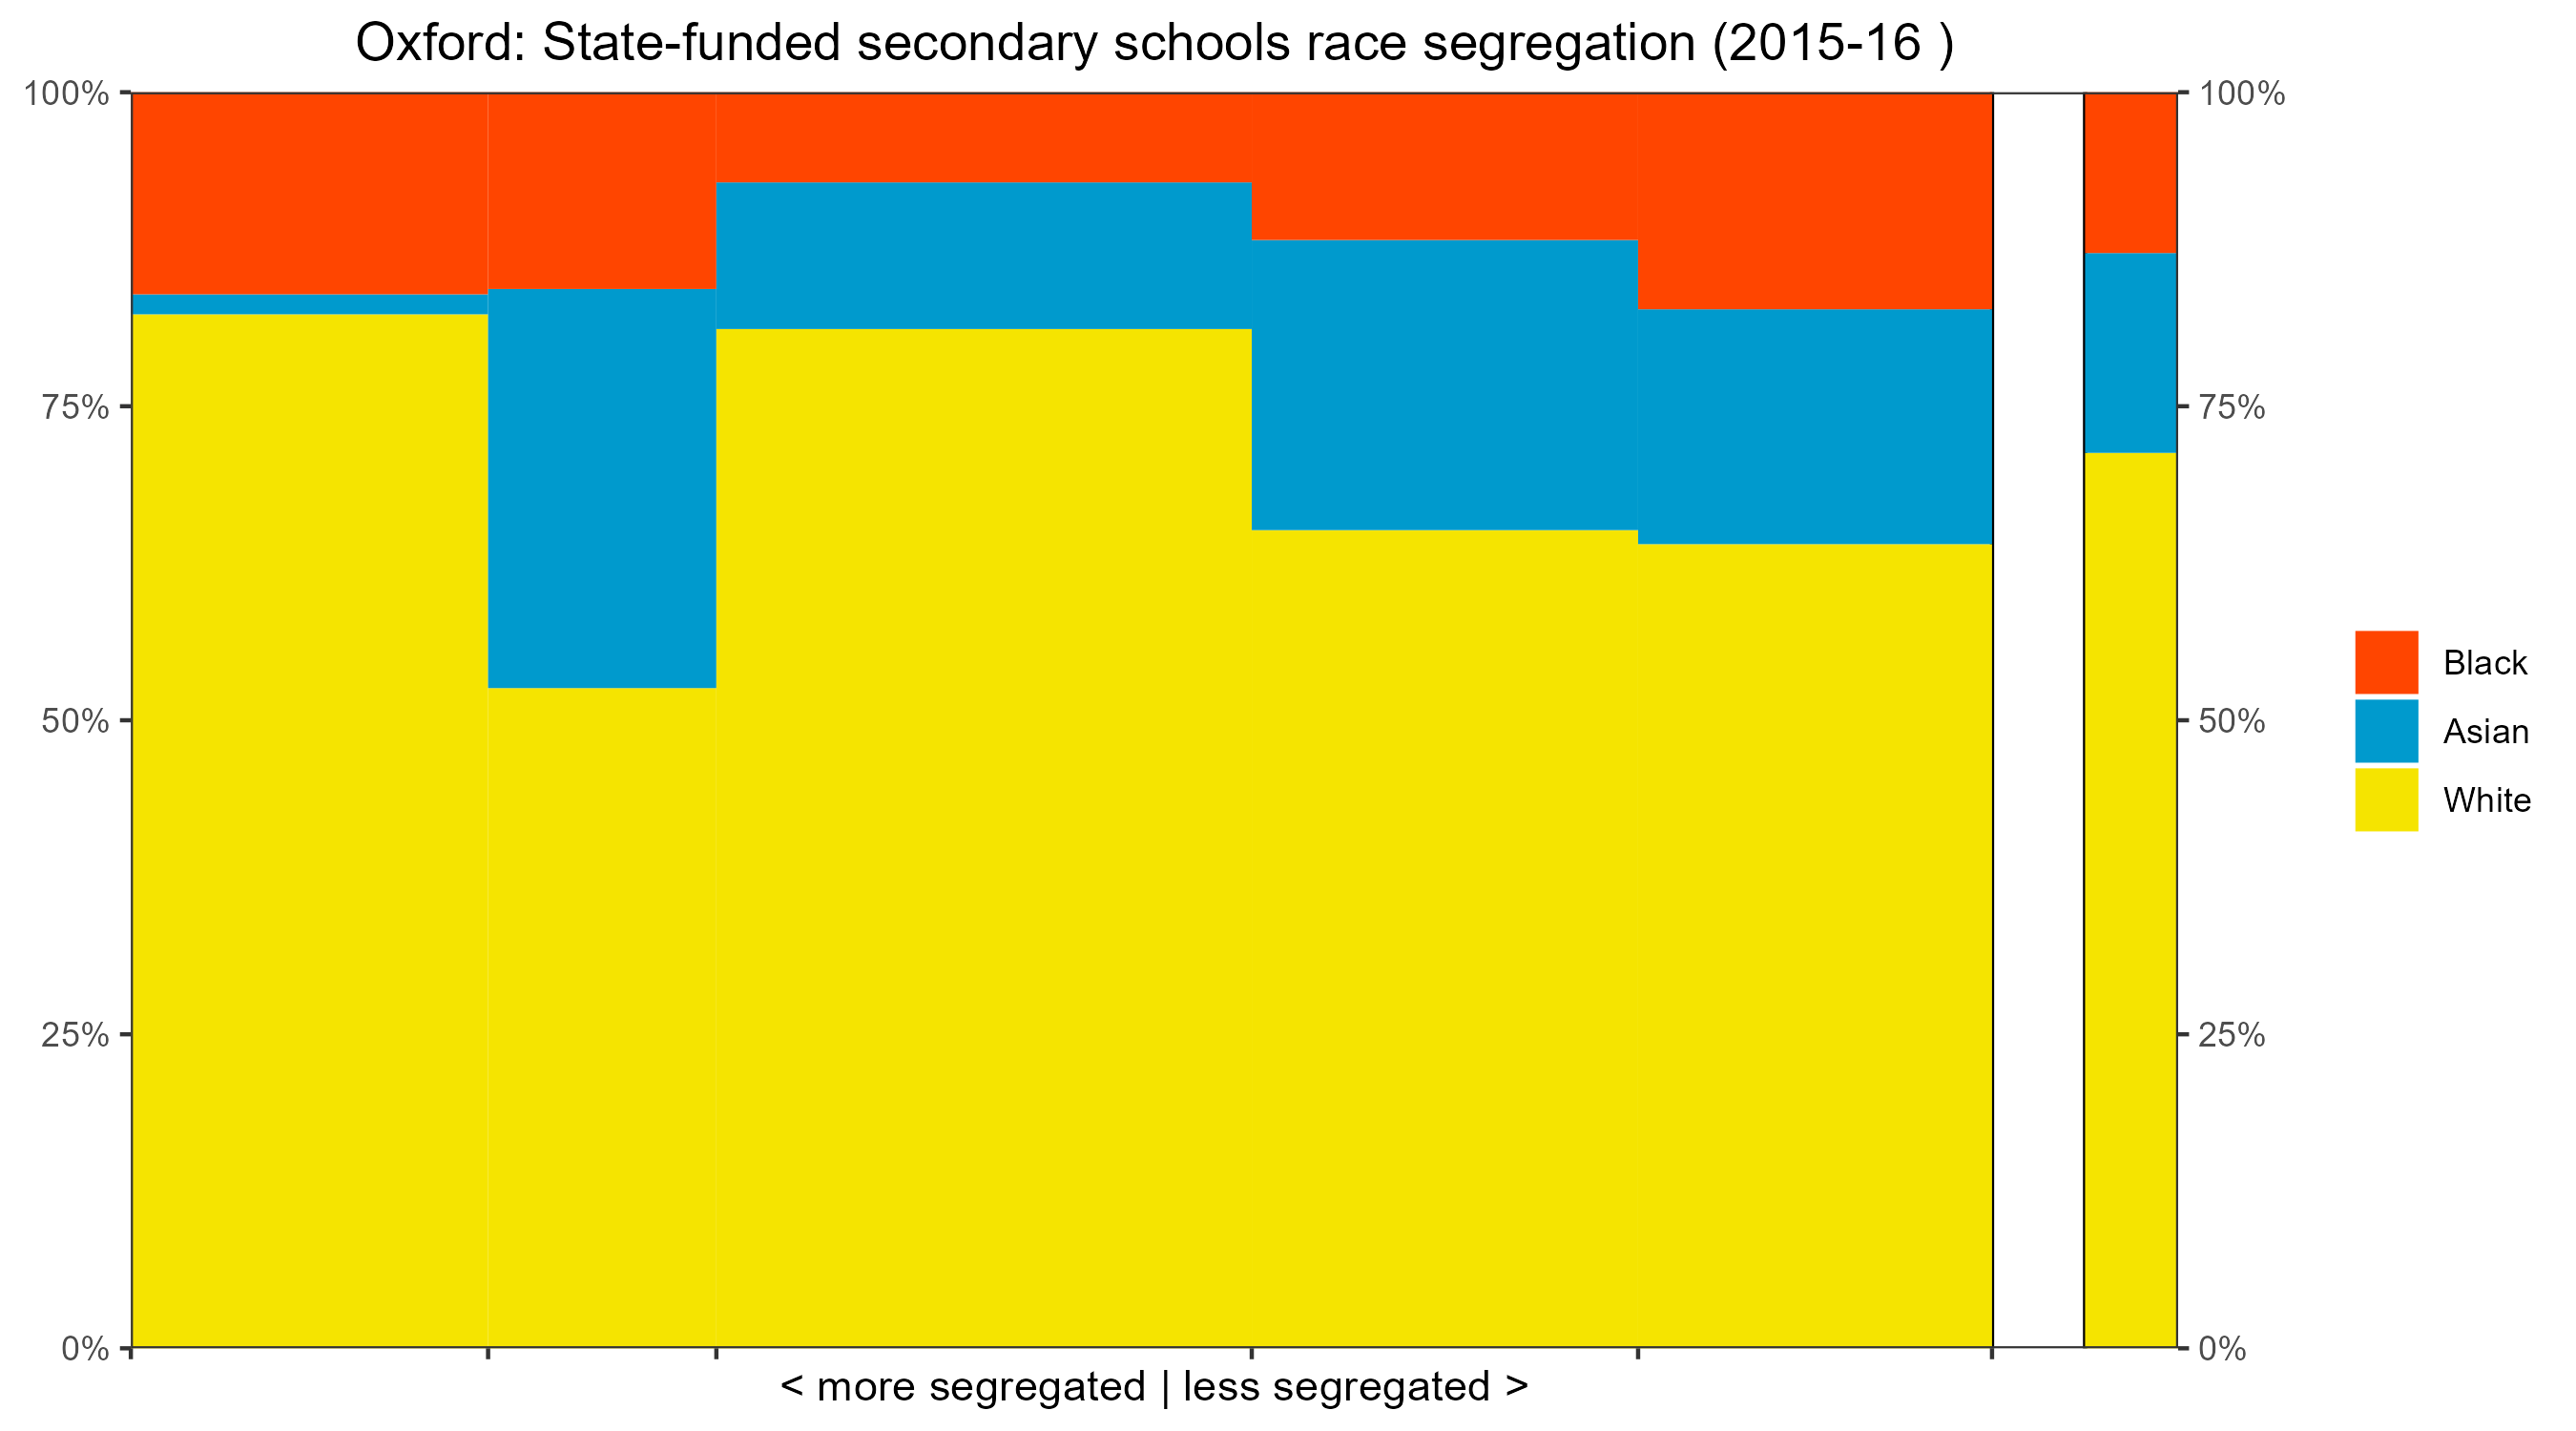 Oxford: State-funded secondary schools race segregation (2015-16 )
100%
75%
50%
25%
0%
100%
75%
50%
25%
0%
Black
Asian
White
< more segregated | less segregated >